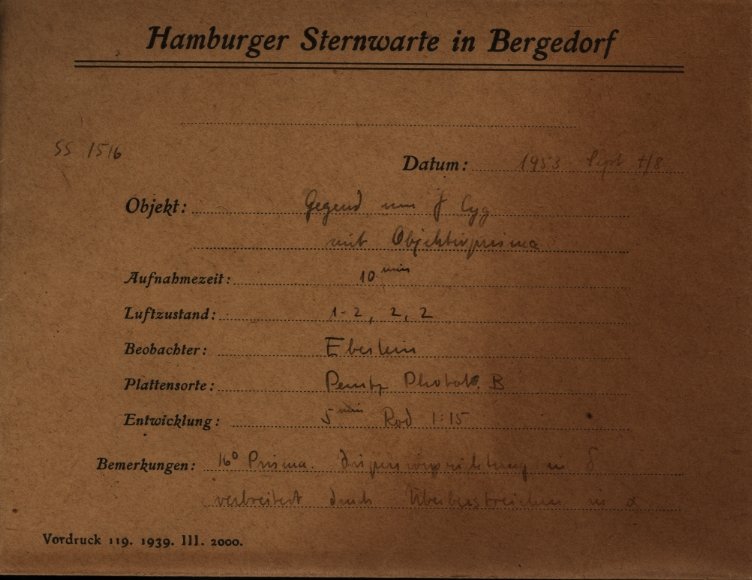 Hamburger Sternwarte in Bergedorf
SS 1516
Datum: 1953 Sept 7/8
Objekt: Gegend um γ Cyg
mit Objektivprisma
Aufnahmezeit: 10 min
Luftzustand: 1-2, 2, 2
Beobachter:
Plattensorte: Perutz B
Entwicklung: 5 min Rod 1:15
Bemerkungen: 16° Prisma. Dispersionsrichtung in δ
verbreitert durch in α
Vordruck 119. 1939. III. 2000.